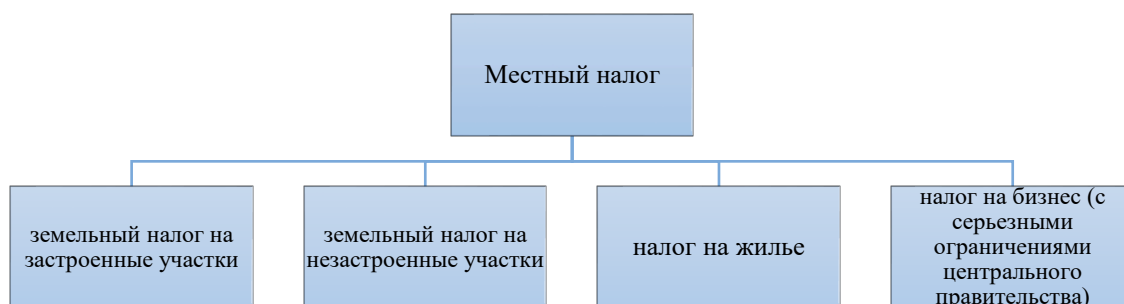 Местный налог
земельный налог на
застроенные участки
земельный налог на
незастроенные участки
налог на жилье
налог на бизнес (с
серьезными
ограничениями
центрального
правительства)